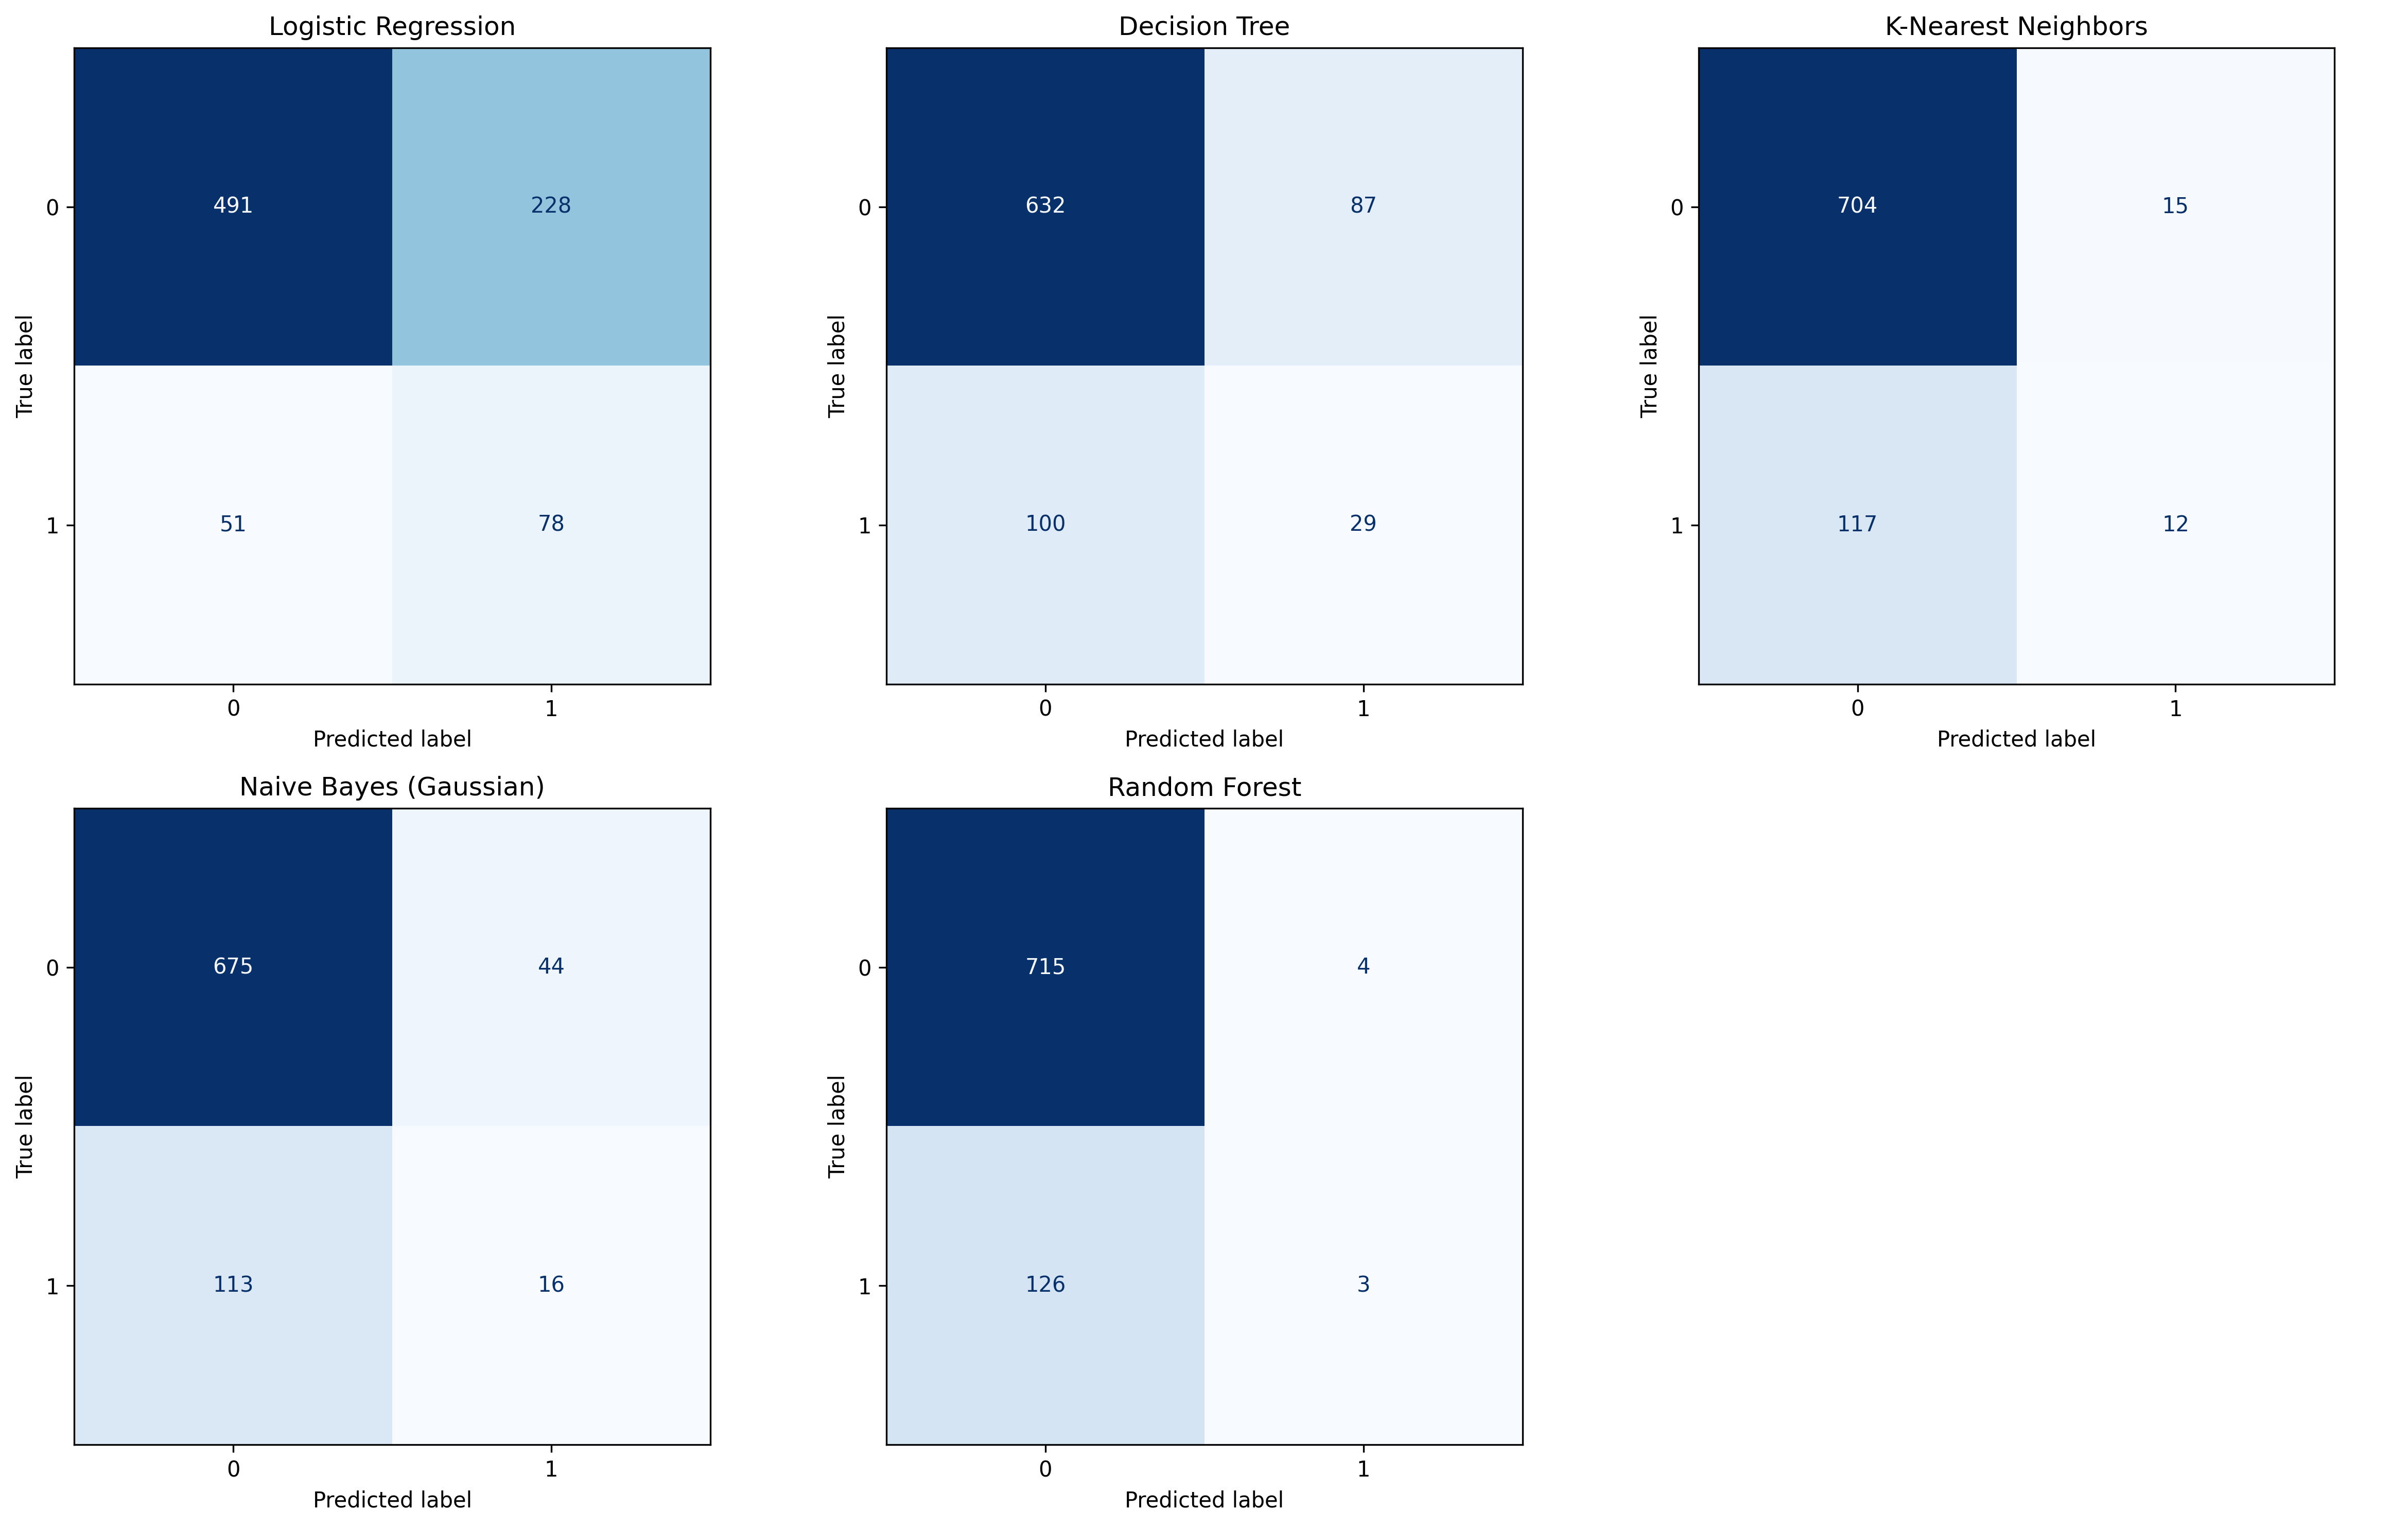 Logistic Regression
True label
0
491
228
1
51
78
0
1
Predicted label
Decision Tree
True label
0
632
87
1
100
29
0
1
Predicted label
K-Nearest Neighbors
True label
0
704
15
1
117
12
0
1
Predicted label
Naive Bayes (Gaussian)
True label
0
675
44
1
113
16
0
1
Predicted label
Random Forest
True label
0
715
4
1
126
3
0
1
Predicted label